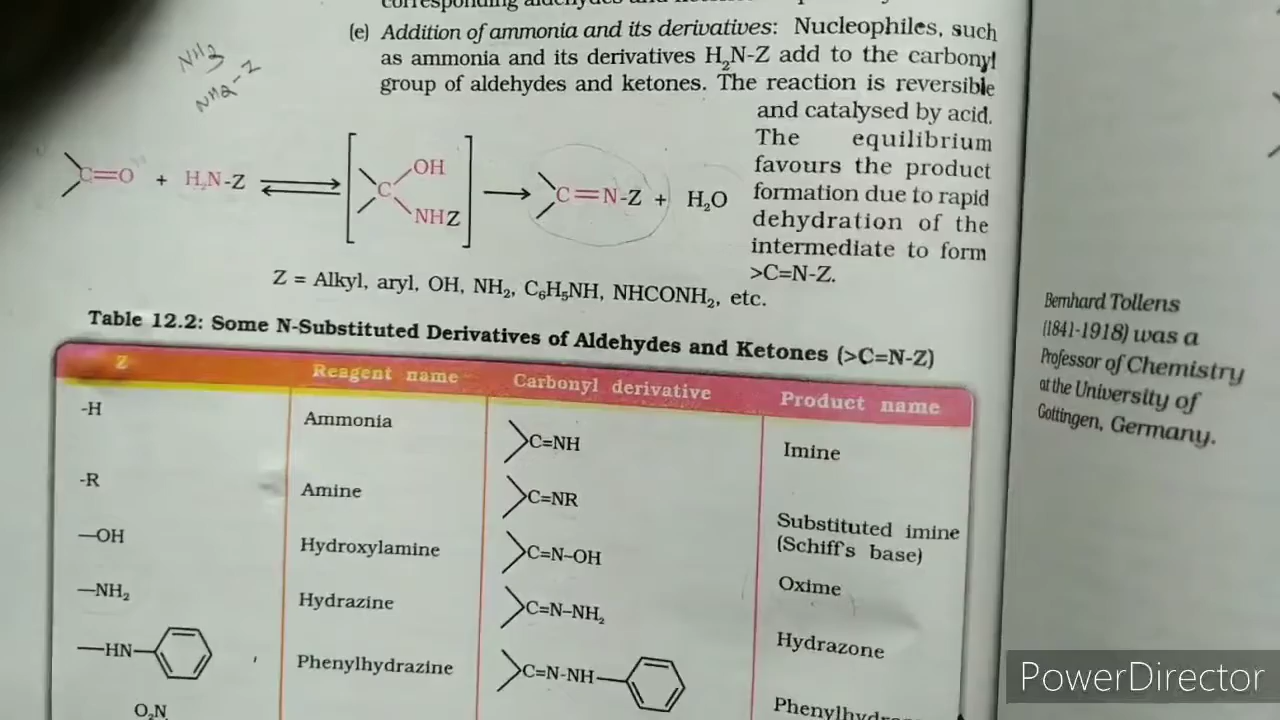 (e) Addition of ammonia and its derivatives: Nucleophiles, such
as ammonia and its derivatives H₂N-Z add to the carbonyl
group of aldehydes and ketones. The reaction is reversible
and catalysed by acid.
The equilibrium
favours the product
formation due to rapid
dehydration of the
intermediate to form
>C=N-Z.
NH3
NH2-Z
C=O + H₂N-Z ⇌ [C OH NHZ] → C=N-Z + H₂O
Z = Alkyl, aryl, OH, NH₂, C₆H₅NH, NHCONH₂, etc.
Table 12.2: Some N-Substituted Derivatives of Aldehydes and Ketones (>C=N-Z)
Z Reagent name Carbonyl derivative Product name
-H Ammonia >C=NH Imine
-R Amine >C=NR Substituted imine
(Schiff's base)
—OH Hydroxylamine >C=N–OH Oxime
—NH₂ Hydrazine >C=N–NH₂ Hydrazone
—HN— Phenylhydrazine >C=N-NH—
O₂N
Bernhard Tollens
(1841-1918) was a
Professor of Chemistry
at the University of
Gottingen, Germany.
PowerDirector